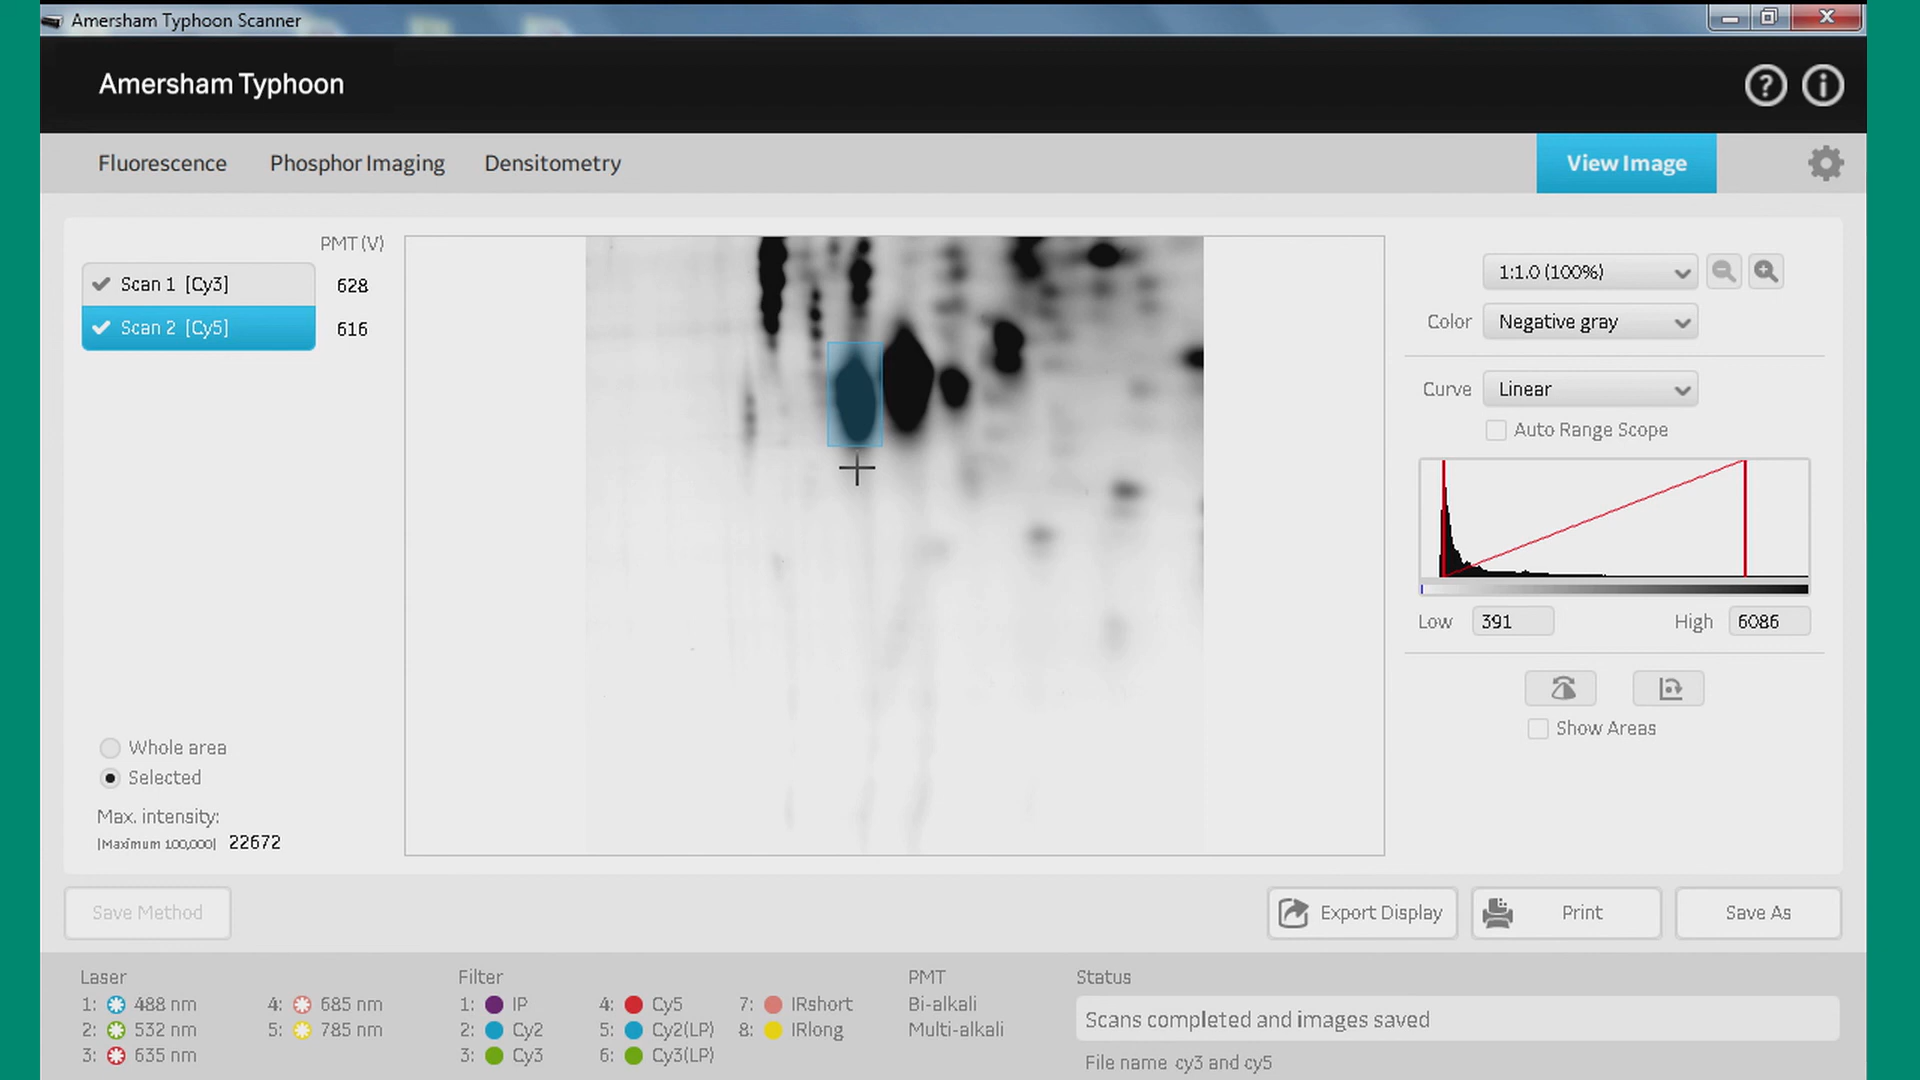 Amersham Typhoon Scanner
Amersham Typhoon
Fluorescence
Phosphor Imaging
Densitometry
View Image
PMT (V)
Scan 1 [Cy3]
628
Scan 2 [Cy5]
616
Whole area
Selected
Max. intensity:
[Maximum 100,000] 22672
1:1.0 (100%)
Color Negative gray
Curve Linear
Auto Range Scope
Low 391
High 6086
Show Areas
Save Method
Export Display
Print
Save As
Laser
1: 488 nm
2: 532 nm
3: 635 nm
4: 685 nm
5: 785 nm
Filter
1: IP
2: Cy2
3: Cy3
4: Cy5
5: Cy2(LP)
6: Cy3(LP)
7: IRshort
8: IRlong
PMT
Bi-alkali
Multi-alkali
Status
Scans completed and images saved
File name cy3 and cy5